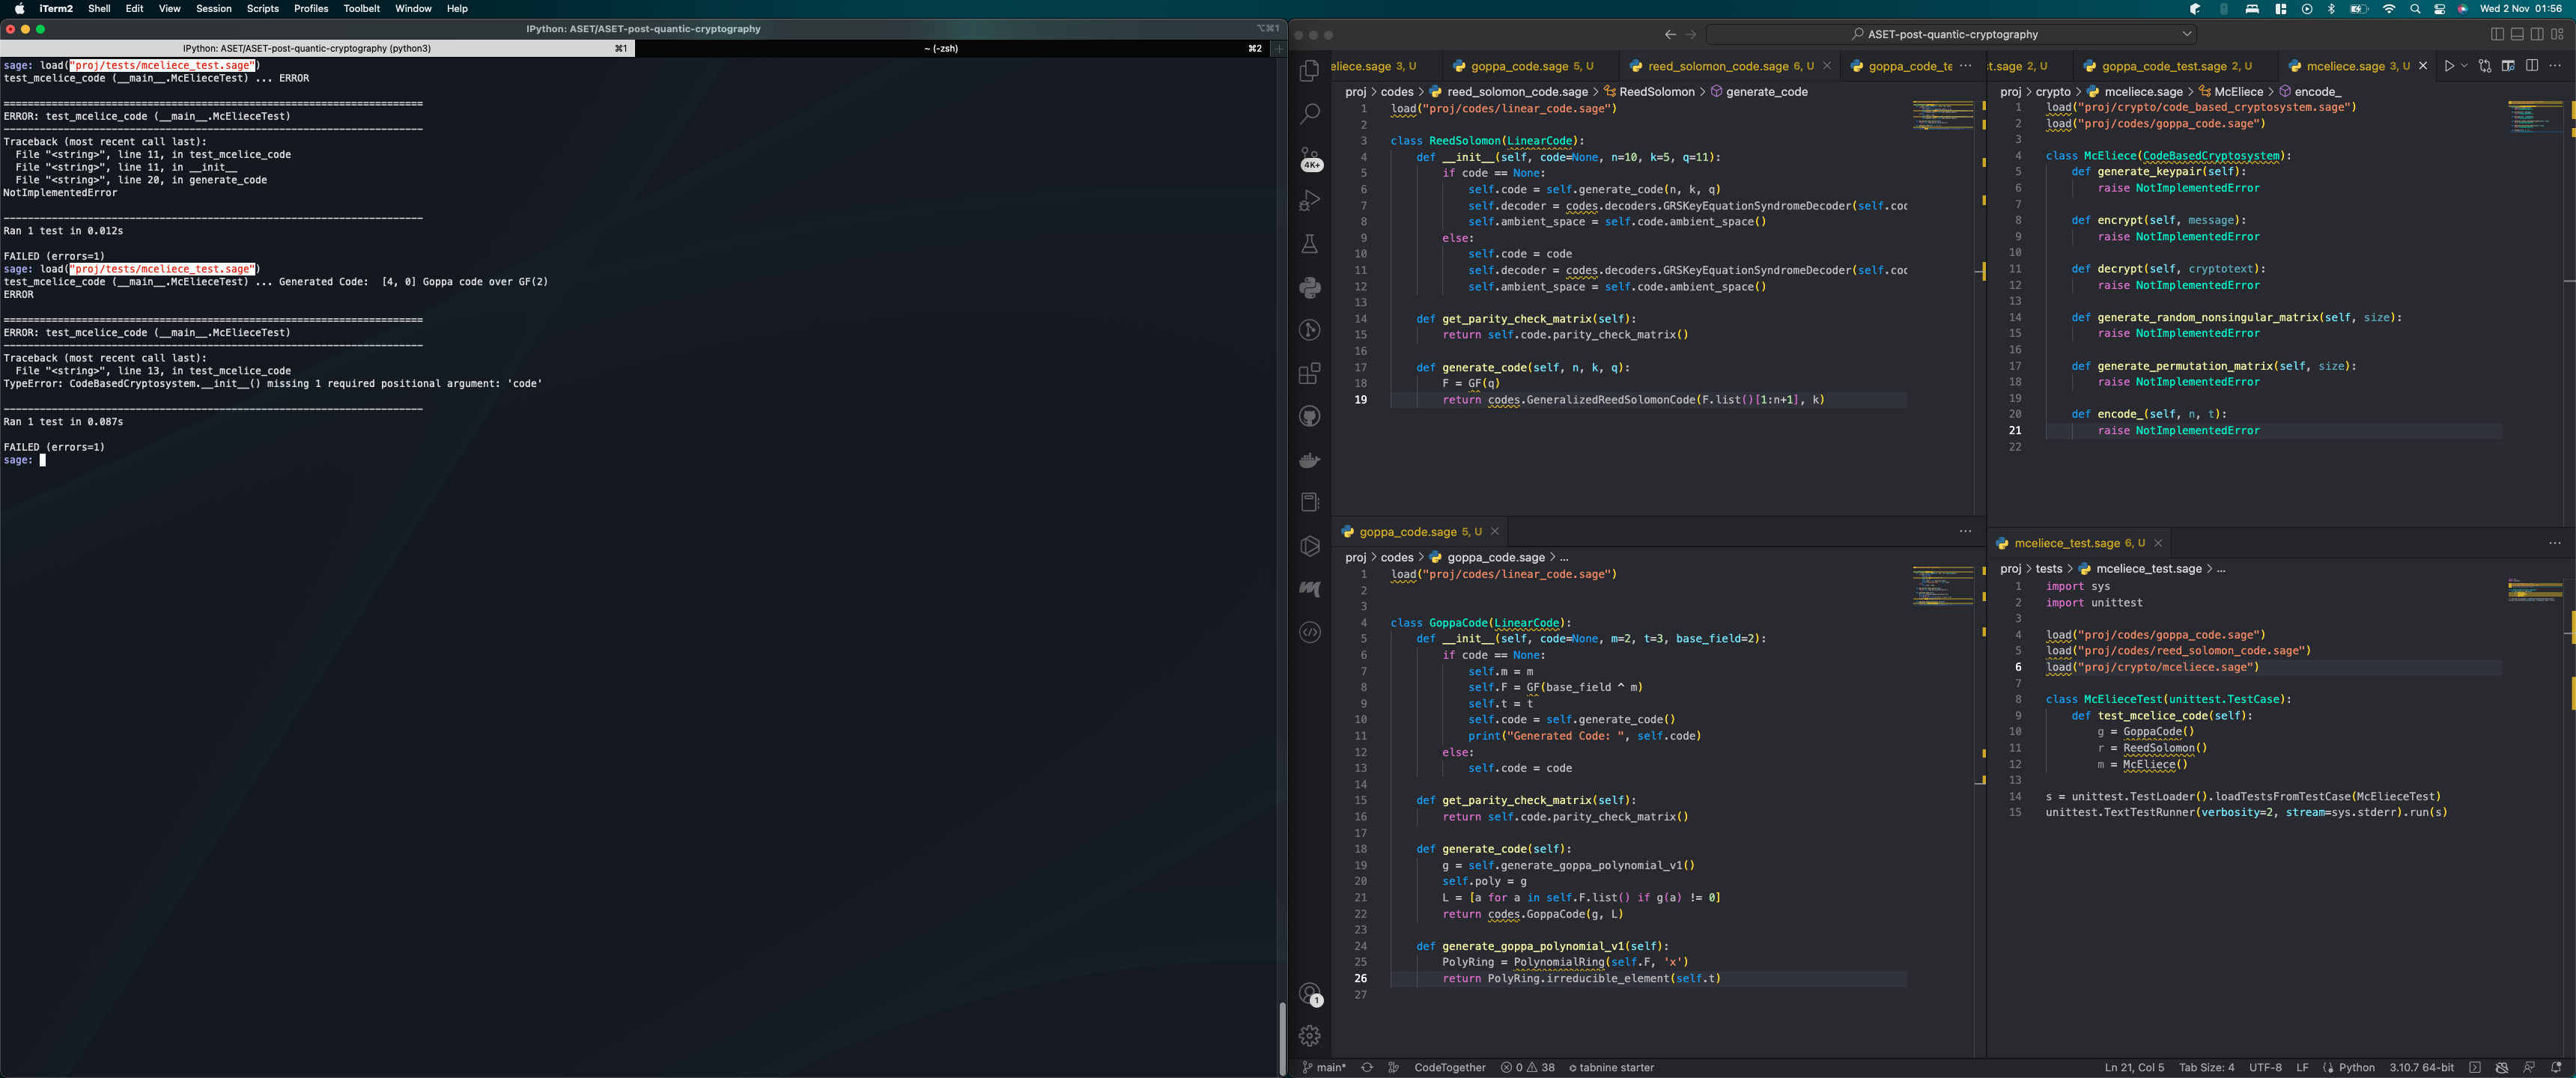 iTerm2 Shell Edit View Session Scripts Profiles Toolbelt Window Help
Wed 2 Nov 01:56
IPython: ASET/ASET-post-quantic-cryptography
⌥⌘1
IPython: ASET/ASET-post-quantic-cryptography (python3) ⌘1
~ (-zsh) ⌘2
sage: load("proj/tests/mceliece_test.sage")
test_mcelice_code (__main__.McElieceTest) ... ERROR
======================================================================
ERROR: test_mcelice_code (__main__.McElieceTest)
----------------------------------------------------------------------
Traceback (most recent call last):
File "<string>", line 11, in test_mcelice_code
File "<string>", line 11, in __init__
File "<string>", line 20, in generate_code
NotImplementedError
----------------------------------------------------------------------
Ran 1 test in 0.012s
FAILED (errors=1)
sage: load("proj/tests/mceliece_test.sage")
test_mcelice_code (__main__.McElieceTest) ... Generated Code:  [4, 0] Goppa code over GF(2)
ERROR
======================================================================
ERROR: test_mcelice_code (__main__.McElieceTest)
----------------------------------------------------------------------
Traceback (most recent call last):
File "<string>", line 13, in test_mcelice_code
TypeError: CodeBasedCryptosystem.__init__() missing 1 required positional argument: 'code'
----------------------------------------------------------------------
Ran 1 test in 0.087s
FAILED (errors=1)
sage:
ASET-post-quantic-cryptography
4K+
1
eliece.sage 3, U
goppa_code.sage 5, U
reed_solomon_code.sage 6, U
goppa_code_te
proj > codes > reed_solomon_code.sage > ReedSolomon > generate_code
1 load("proj/codes/linear_code.sage")
2
3 class ReedSolomon(LinearCode):
4 def __init__(self, code=None, n=10, k=5, q=11):
5 if code == None:
6 self.code = self.generate_code(n, k, q)
7 self.decoder = codes.decoders.GRSKeyEquationSyndromeDecoder(self.coc
8 self.ambient_space = self.code.ambient_space()
9 else:
10 self.code = code
11 self.decoder = codes.decoders.GRSKeyEquationSyndromeDecoder(self.coc
12 self.ambient_space = self.code.ambient_space()
13
14 def get_parity_check_matrix(self):
15 return self.code.parity_check_matrix()
16
17 def generate_code(self, n, k, q):
18 F = GF(q)
19 return codes.GeneralizedReedSolomonCode(F.list()[1:n+1], k)
t.sage 2, U
goppa_code_test.sage 2, U
mceliece.sage 3, U
proj > crypto > mceliece.sage > McEliece > encode_
1 load("proj/crypto/code_based_cryptosystem.sage")
2 load("proj/codes/goppa_code.sage")
3
4 class McEliece(CodeBasedCryptosystem):
5 def generate_keypair(self):
6 raise NotImplementedError
7
8 def encrypt(self, message):
9 raise NotImplementedError
10
11 def decrypt(self, cryptotext):
12 raise NotImplementedError
13
14 def generate_random_nonsingular_matrix(self, size):
15 raise NotImplementedError
16
17 def generate_permutation_matrix(self, size):
18 raise NotImplementedError
19
20 def encode_(self, n, t):
21 raise NotImplementedError
22
goppa_code.sage 5, U
proj > codes > goppa_code.sage > ...
1 load("proj/codes/linear_code.sage")
2
3
4 class GoppaCode(LinearCode):
5 def __init__(self, code=None, m=2, t=3, base_field=2):
6 if code == None:
7 self.m = m
8 self.F = GF(base_field ^ m)
9 self.t = t
10 self.code = self.generate_code()
11 print("Generated Code: ", self.code)
12 else:
13 self.code = code
14
15 def get_parity_check_matrix(self):
16 return self.code.parity_check_matrix()
17
18 def generate_code(self):
19 g = self.generate_goppa_polynomial_v1()
20 self.poly = g
21 L = [a for a in self.F.list() if g(a) != 0]
22 return codes.GoppaCode(g, L)
23
24 def generate_goppa_polynomial_v1(self):
25 PolyRing = PolynomialRing(self.F, 'x')
26 return PolyRing.irreducible_element(self.t)
27
mceliece_test.sage 6, U
proj > tests > mceliece_test.sage > ...
1 import sys
2 import unittest
3
4 load("proj/codes/goppa_code.sage")
5 load("proj/codes/reed_solomon_code.sage")
6 load("proj/crypto/mceliece.sage")
7
8 class McElieceTest(unittest.TestCase):
9 def test_mcelice_code(self):
10 g = GoppaCode()
11 r = ReedSolomon()
12 m = McEliece()
13
14 s = unittest.TestLoader().loadTestsFromTestCase(McElieceTest)
15 unittest.TextTestRunner(verbosity=2, stream=sys.stderr).run(s)
main* CodeTogether 0 38 tabnine starter
Ln 21, Col 5 Tab Size: 4 UTF-8 LF Python 3.10.7 64-bit